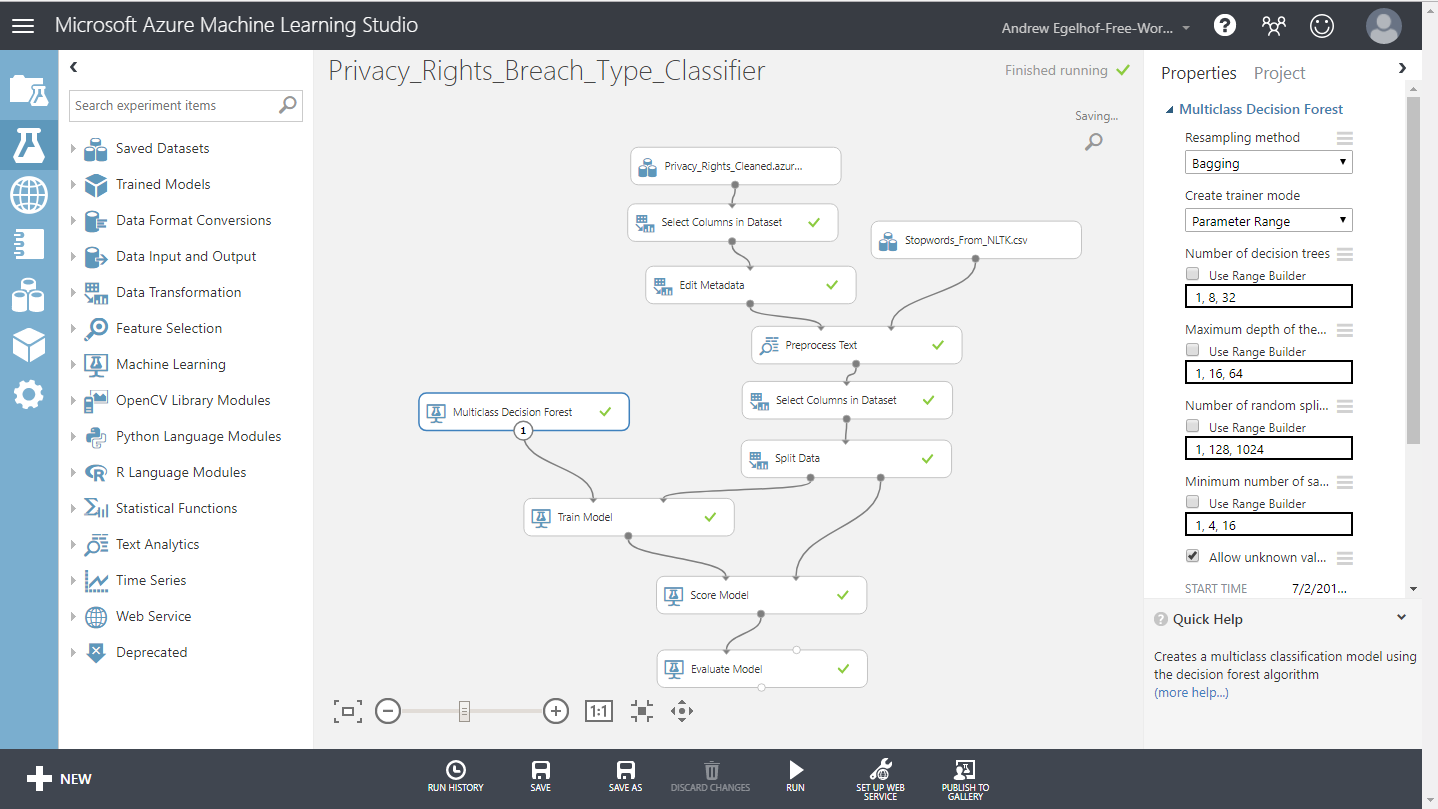 Microsoft Azure Machine Learning Studio
Andrew Egelhof-Free-Wor...
?
Search experiment items
Saved Datasets
Trained Models
Data Format Conversions
Data Input and Output
Data Transformation
Feature Selection
Machine Learning
OpenCV Library Modules
Python Language Modules
R Language Modules
Statistical Functions
Text Analytics
Time Series
Web Service
Deprecated
Privacy_Rights_Breach_Type_Classifier
Finished running
Saving...
Privacy_Rights_Cleaned.azur...
Select Columns in Dataset
Stopwords_From_NLTK.csv
Edit Metadata
Preprocess Text
Select Columns in Dataset
Multiclass Decision Forest
1
Split Data
Train Model
Score Model
Evaluate Model
1:1
Properties
Project
Multiclass Decision Forest
Resampling method
Bagging
Create trainer mode
Parameter Range
Number of decision trees
Use Range Builder
1, 8, 32
Maximum depth of the...
Use Range Builder
1, 16, 64
Number of random spli...
Use Range Builder
1, 128, 1024
Minimum number of sa...
Use Range Builder
1, 4, 16
Allow unknown val...
START TIME 7/2/201...
? Quick Help
Creates a multiclass classification model using
the decision forest algorithm
(more help...)
NEW
RUN HISTORY
SAVE
SAVE AS
DISCARD CHANGES
RUN
SET UP WEB
SERVICE
PUBLISH TO
GALLERY